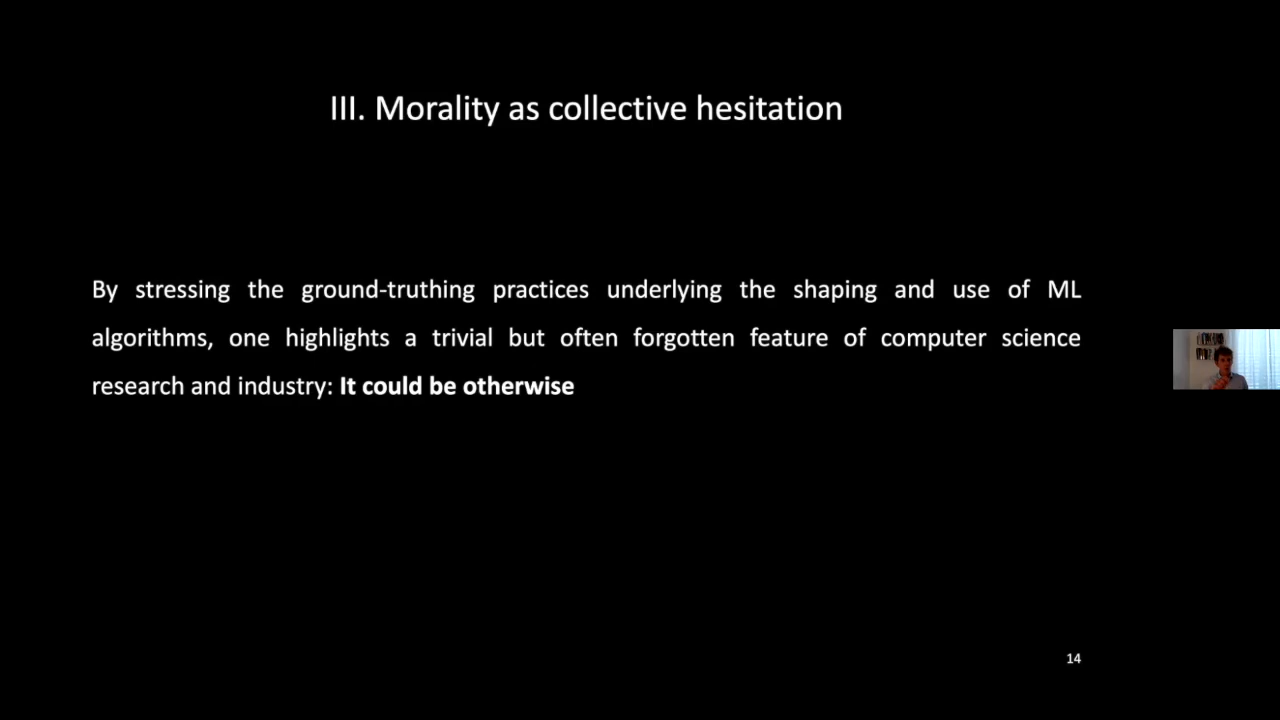 III. Morality as collective hesitation
By stressing the ground-truthing practices underlying the shaping and use of ML
algorithms, one highlights a trivial but often forgotten feature of computer science
research and industry: It could be otherwise
14